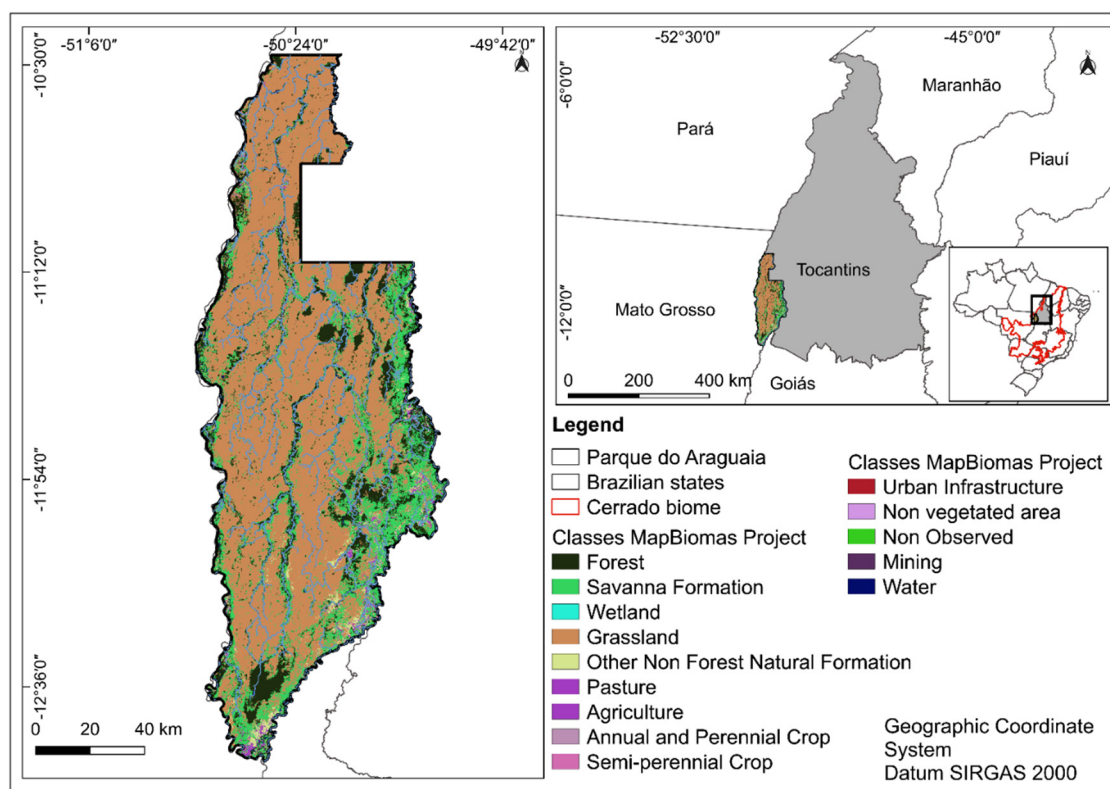 -51°6'0"
-50°24'0"
-49°42'0"
-10°30'0"
-11°12'0"
-11°54'0"
-12°36'0"
0 20 40 km
-52°30'0"
-45°0'0"
-6°0'0"
-12°0'0"
Maranhão
Pará
Piauí
Tocantins
Mato Grosso
Goiás
0 200 400 km
Legend
Parque do Araguaia
Brazilian states
Cerrado biome
Classes MapBiomas Project
Forest
Savanna Formation
Wetland
Grassland
Other Non Forest Natural Formation
Pasture
Agriculture
Annual and Perennial Crop
Semi-perennial Crop
Classes MapBiomas Project
Urban Infrastructure
Non vegetated area
Non Observed
Mining
Water
Geographic Coordinate
System
Datum SIRGAS 2000